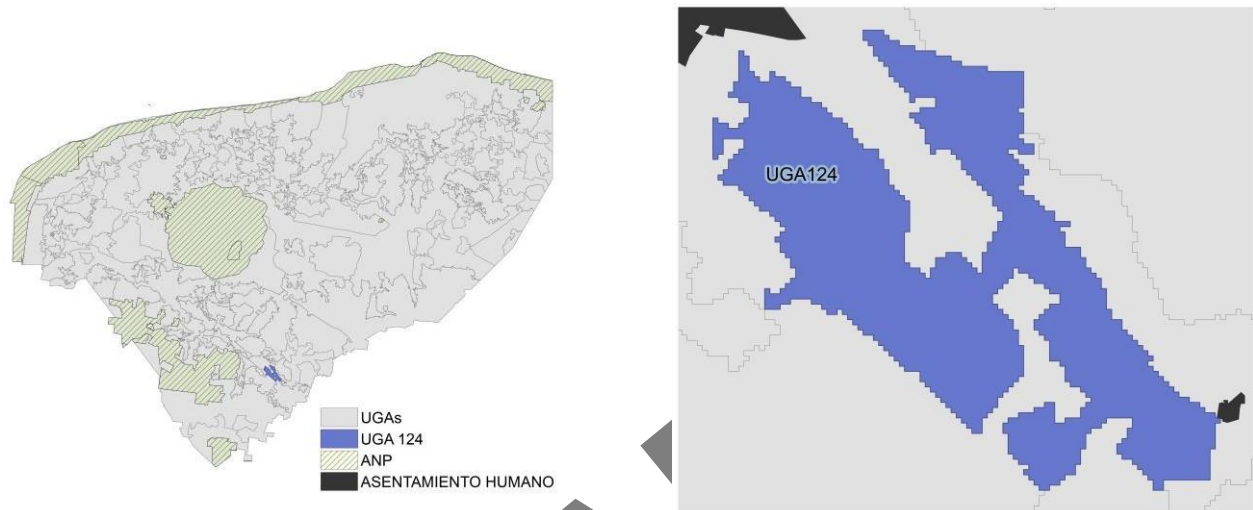 UGAs
UGA 124
ANP
ASENTAMIENTO HUMANO
UGA124